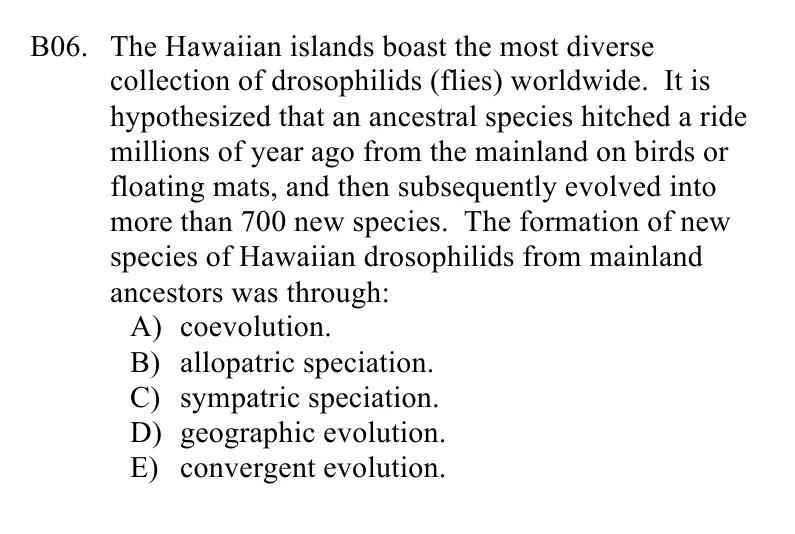 B06. The Hawaiian islands boast the most diverse
collection of drosophilids (flies) worldwide. It is
hypothesized that an ancestral species hitched a ride
millions of year ago from the mainland on birds or
floating mats, and then subsequently evolved into
more than 700 new species. The formation of new
species of Hawaiian drosophilids from mainland
ancestors was through:
A) coevolution.
B) allopatric speciation.
C) sympatric speciation.
D) geographic evolution.
E) convergent evolution.